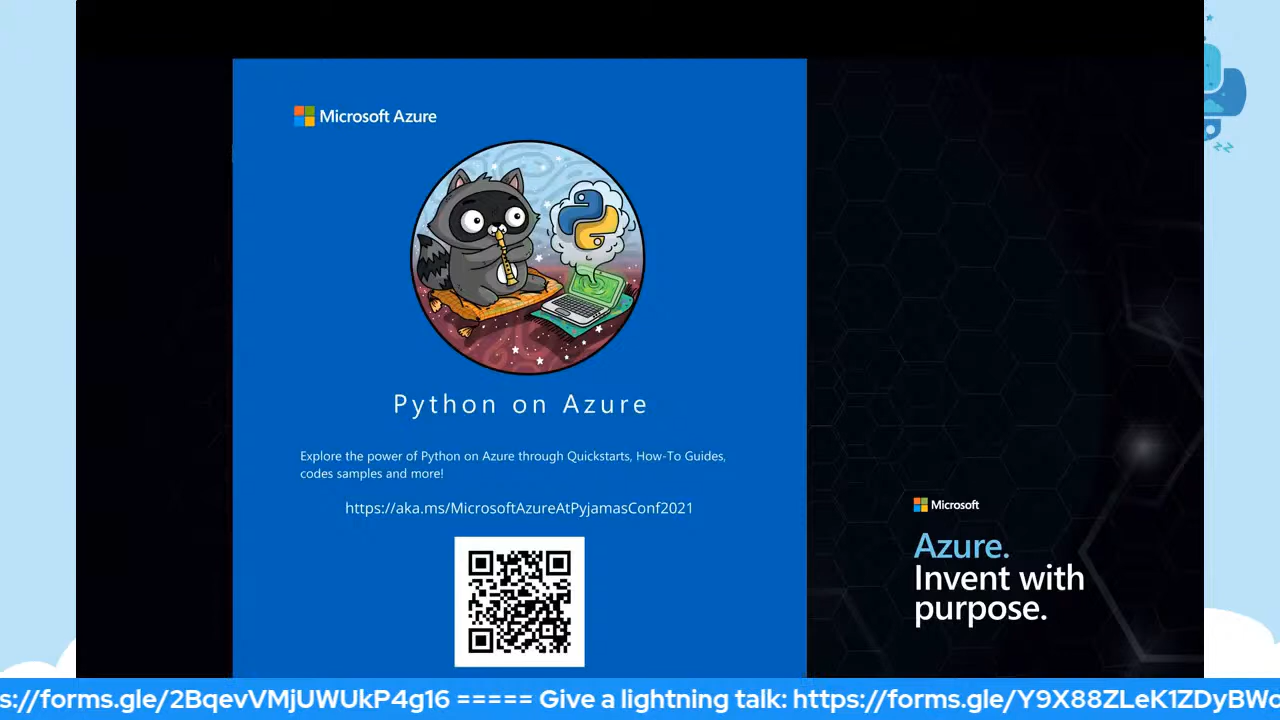 Microsoft Azure
Python on Azure
Explore the power of Python on Azure through Quickstarts, How-To Guides,
codes samples and more!
https://aka.ms/MicrosoftAzureAtPyjamasConf2021
Microsoft
Azure.
Invent with
purpose.
zz
s://forms.gle/2BqevVMjUWUkP4g16 ===== Give a lightning talk: https://forms.gle/Y9X88ZLeK1ZDyBW